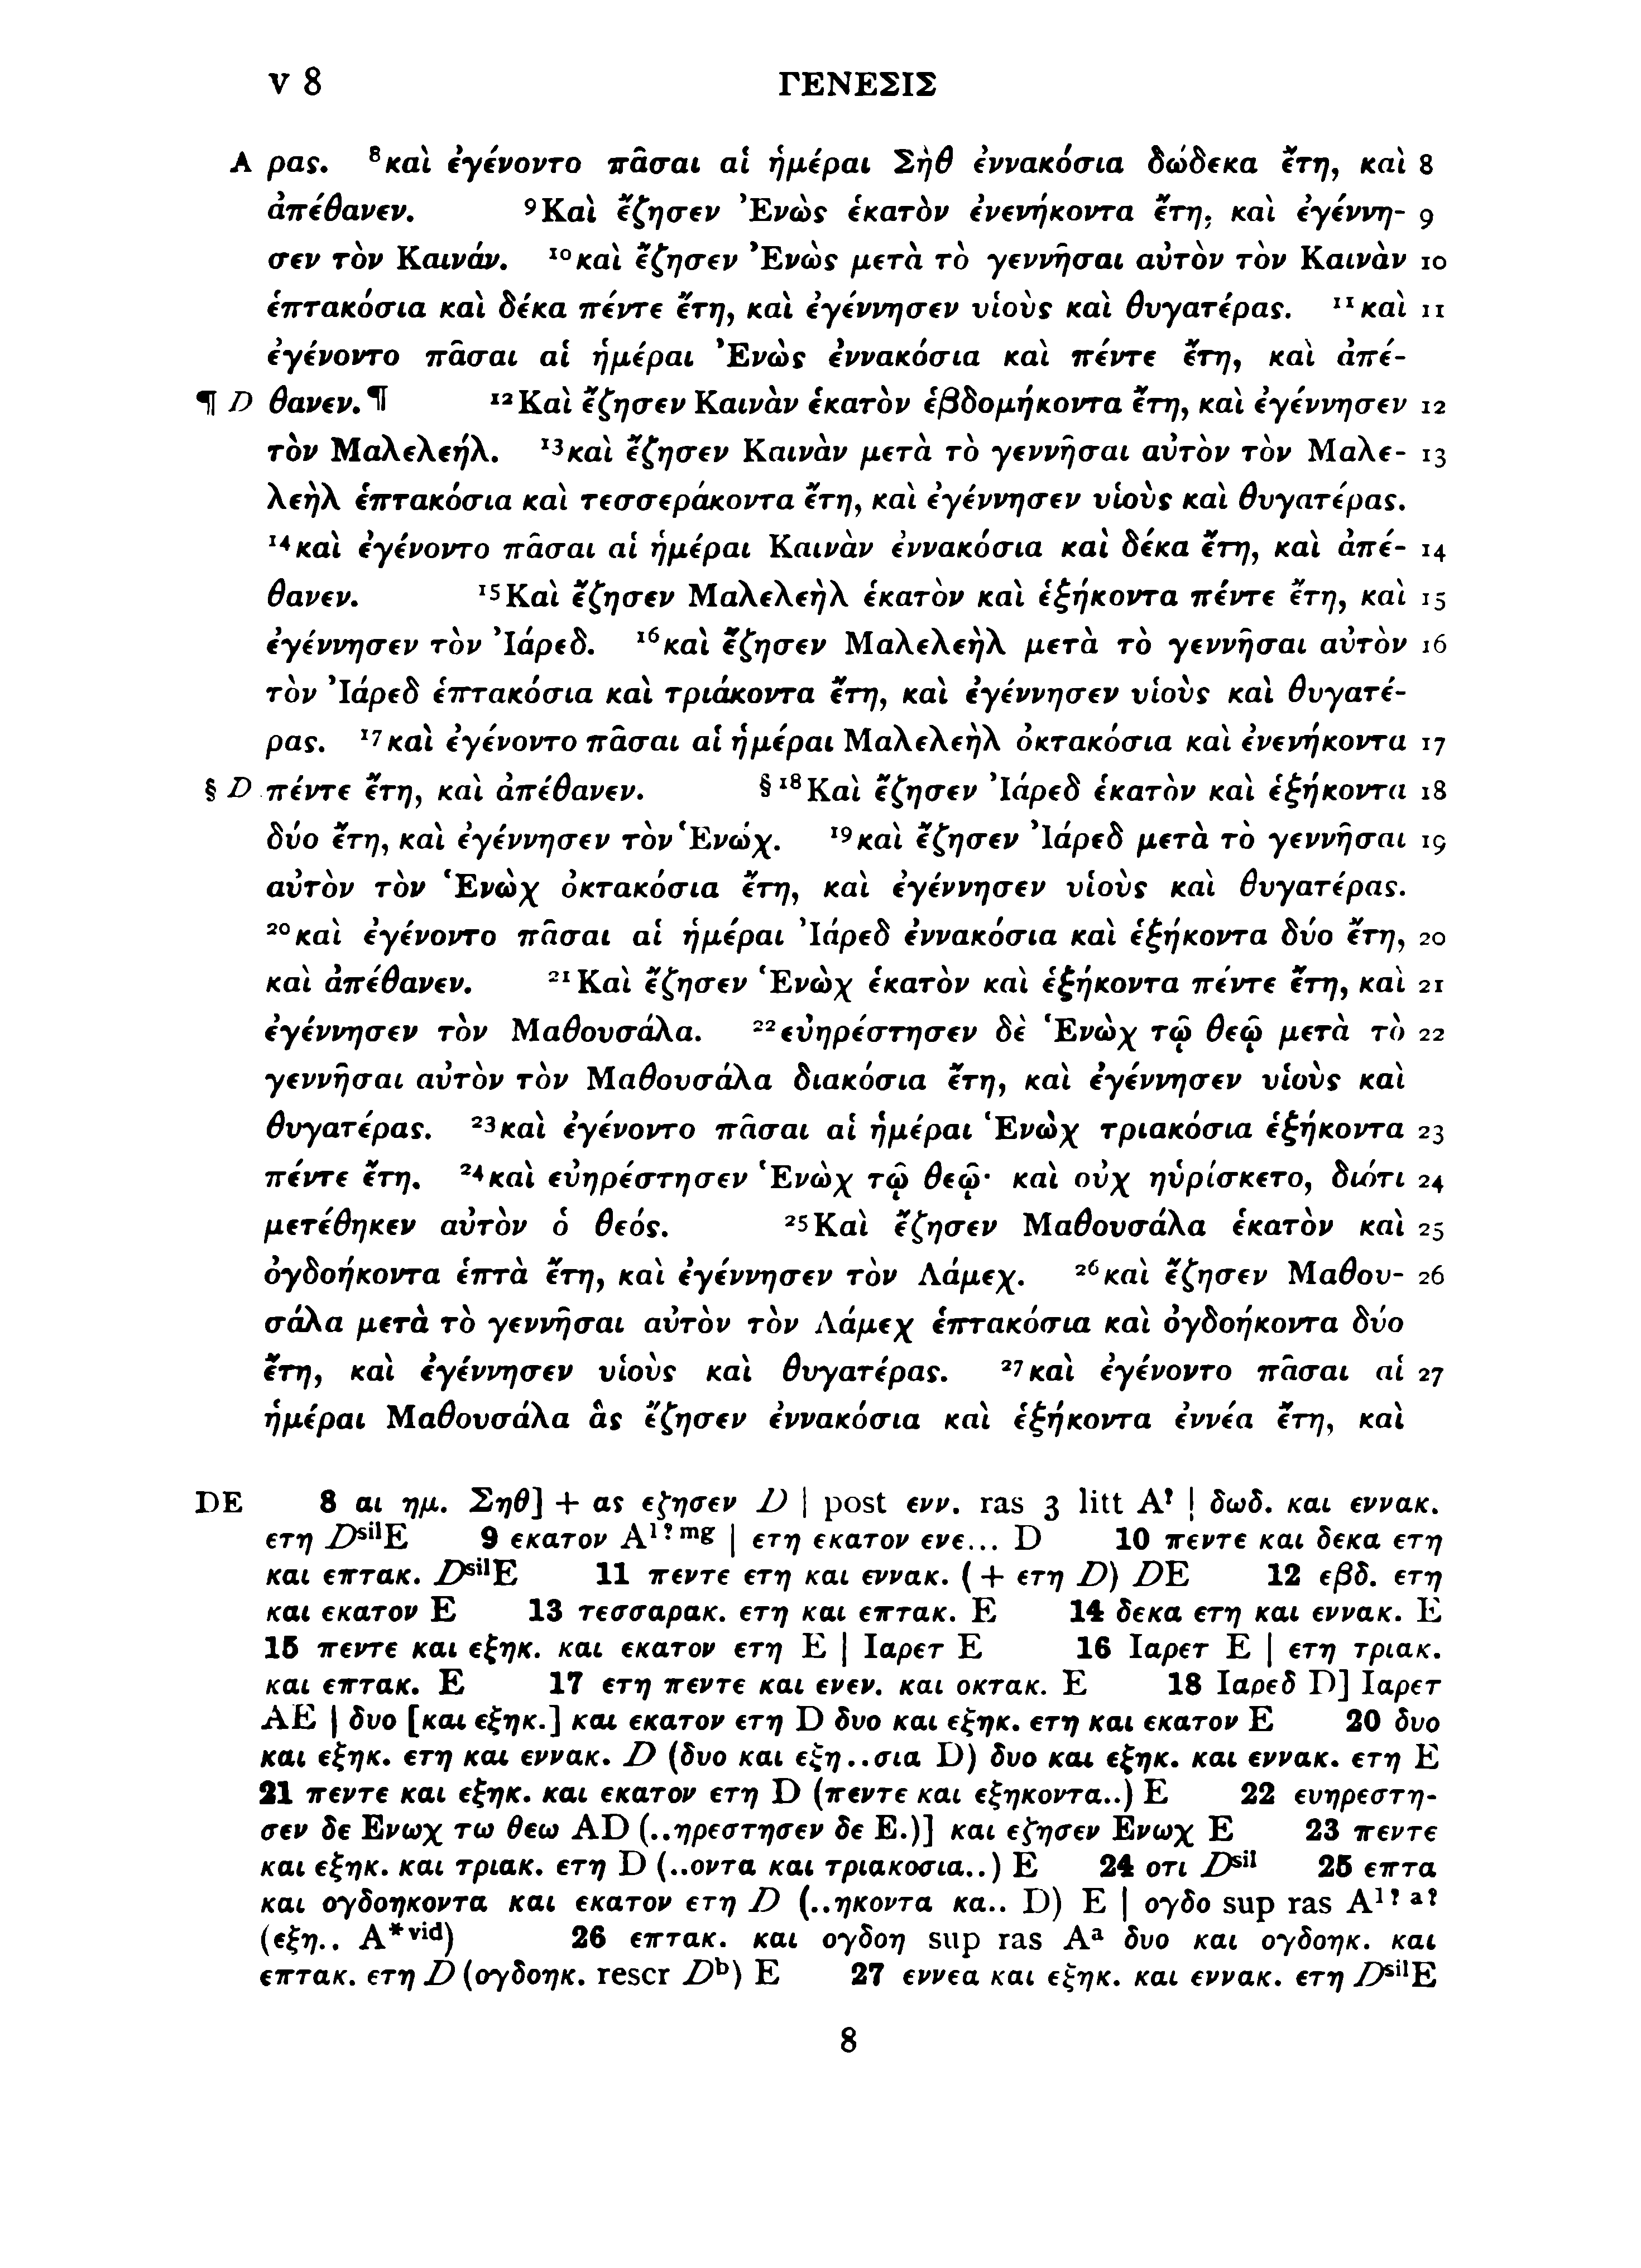 V 8 ΓΕΝΕΣΙΣ
A ρας. ⁸καὶ ἐγένοντο πᾶσαι αἱ ἡμέραι Σὴθ ἐννακόσια δώδεκα ἔτη, καὶ 8
ἀπέθανεν. ⁹Καὶ ἔζησεν Ἐνὼς ἑκατὸν ἐνενήκοντα ἔτη, καὶ ἐγέννη- 9
σεν τὸν Καινάν. ¹⁰καὶ ἔζησεν Ἐνὼς μετὰ τὸ γεννῆσαι αὐτὸν τὸν Καινὰν 10
ἑπτακόσια καὶ δέκα πέντε ἔτη, καὶ ἐγέννησεν υἱοὺς καὶ θυγατέρας. ¹¹καὶ 11
ἐγένοντο πᾶσαι αἱ ἡμέραι Ἐνὼς ἐννακόσια καὶ πέντε ἔτη, καὶ ἀπέ-
¶ D θανεν.¶ ¹²Καὶ ἔζησεν Καινὰν ἑκατὸν ἑβδομήκοντα ἔτη, καὶ ἐγέννησεν 12
τὸν Μαλελεήλ. ¹³καὶ ἔζησεν Καινὰν μετὰ τὸ γεννῆσαι αὐτὸν τὸν Μαλε- 13
λεὴλ ἑπτακόσια καὶ τεσσεράκοντα ἔτη, καὶ ἐγέννησεν υἱοὺς καὶ θυγατέρας.
¹⁴καὶ ἐγένοντο πᾶσαι αἱ ἡμέραι Καινὰν ἐννακόσια καὶ δέκα ἔτη, καὶ ἀπέ- 14
θανεν. ¹⁵Καὶ ἔζησεν Μαλελεὴλ ἑκατὸν καὶ ἑξήκοντα πέντε ἔτη, καὶ 15
ἐγέννησεν τὸν Ἰάρεδ. ¹⁶καὶ ἔζησεν Μαλελεὴλ μετὰ τὸ γεννῆσαι αὐτὸν 16
τὸν Ἰάρεδ ἑπτακόσια καὶ τριάκοντα ἔτη, καὶ ἐγέννησεν υἱοὺς καὶ θυγατέ-
ρας. ¹⁷καὶ ἐγένοντο πᾶσαι αἱ ἡμέραι Μαλελεὴλ ὀκτακόσια καὶ ἐνενήκοντα 17
§ D πέντε ἔτη, καὶ ἀπέθανεν. §¹⁸Καὶ ἔζησεν Ἰάρεδ ἑκατὸν καὶ ἑξήκοντα 18
δύο ἔτη, καὶ ἐγέννησεν τὸν Ἑνώχ. ¹⁹καὶ ἔζησεν Ἰάρεδ μετὰ τὸ γεννῆσαι 19
αὐτὸν τὸν Ἑνὼχ ὀκτακόσια ἔτη, καὶ ἐγέννησεν υἱοὺς καὶ θυγατέρας.
²⁰καὶ ἐγένοντο πᾶσαι αἱ ἡμέραι Ἰάρεδ ἐννακόσια καὶ ἑξήκοντα δύο ἔτη, 20
καὶ ἀπέθανεν. ²¹Καὶ ἔζησεν Ἑνὼχ ἑκατὸν καὶ ἑξήκοντα πέντε ἔτη, καὶ 21
ἐγέννησεν τὸν Μαθουσάλα. ²²εὐηρέστησεν δὲ Ἑνὼχ τῷ θεῷ μετὰ τὸ 22
γεννῆσαι αὐτὸν τὸν Μαθουσάλα διακόσια ἔτη, καὶ ἐγέννησεν υἱοὺς καὶ
θυγατέρας. ²³καὶ ἐγένοντο πᾶσαι αἱ ἡμέραι Ἑνὼχ τριακόσια ἑξήκοντα 23
πέντε ἔτη. ²⁴καὶ εὐηρέστησεν Ἑνὼχ τῷ θεῷ· καὶ οὐχ ηὑρίσκετο, διότι 24
μετέθηκεν αὐτὸν ὁ θεός. ²⁵Καὶ ἔζησεν Μαθουσάλα ἑκατὸν καὶ 25
ὀγδοήκοντα ἑπτὰ ἔτη, καὶ ἐγέννησεν τὸν Λάμεχ. ²⁶καὶ ἔζησεν Μαθου- 26
σάλα μετὰ τὸ γεννῆσαι αὐτὸν τὸν Λάμεχ ἑπτακόσια καὶ ὀγδοήκοντα δύο
ἔτη, καὶ ἐγέννησεν υἱοὺς καὶ θυγατέρας. ²⁷καὶ ἐγένοντο πᾶσαι αἱ 27
ἡμέραι Μαθουσάλα ἃς ἔζησεν ἐννακόσια καὶ ἑξήκοντα ἐννέα ἔτη, καὶ
DE 8 αι ημ. Σηθ] + ας εζησεν D | post ενν. ras 3 litt A? | δωδ. και εννακ.
ετη Dˢⁱˡ E 9 εκατον A¹ˀ ᵐᵍ | ετη εκατον ενε... D 10 πεντε και δεκα ετη
και επτακ. Dˢⁱˡ E 11 πεντε ετη και εννακ. (+ ετη D) DE 12 εβδ. ετη
και εκατον E 13 τεσσαρακ. ετη και επτακ. E 14 δεκα ετη και εννακ. E
15 πεντε και εξηκ. και εκατον ετη E | Ιαρετ E 16 Ιαρετ E | ετη τριακ.
και επτακ. E 17 ετη πεντε και ενεν. και οκτακ. E 18 Ιαρεδ D] Ιαρετ
AE | δυο [και εξηκ.] και εκατον ετη D δυο και εξηκ. ετη και εκατον E 20 δυο
και εξηκ. ετη και εννακ. D (δυο και εξη..σια D) δυο και εξηκ. και εννακ. ετη E
21 πεντε και εξηκ. και εκατον ετη D (πεντε και εξηκοντα..) E 22 ευηρεστη-
σεν δε Ενωχ τω θεω AD (..ηρεστησεν δε Ε.)] και εζησεν Ενωχ E 23 πεντε
και εξηκ. και τριακ. ετη D (..οντα και τριακοσια..) E 24 οτι Dˢⁱˡ 25 επτα
και ογδοηκοντα και εκατον ετη D (..ηκοντα κα.. D) E | ογδο sup ras A¹ˀ ᵃˀ
(εξη.. A*ᵛⁱᵈ) 26 επτακ. και ογδοη sup ras Aᵃ δυο και ογδοηκ. και
επτακ. ετη D (ογδοηκ. rescr Dᵇ) E 27 εννεα και εξηκ. και εννακ. ετη Dˢⁱˡ E
8